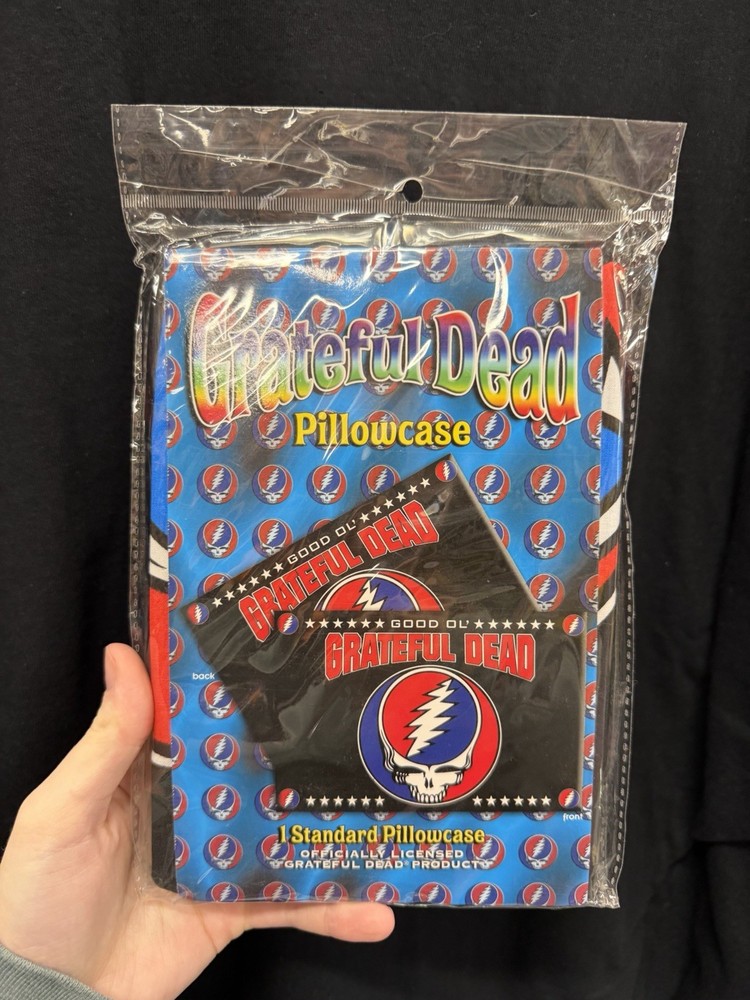 Grateful Dead
Pillowcase
GOOD OL'
GRATEFUL DEAD
GOOD OL'
GRATEFUL DEAD
back
front
1 Standard Pillowcase
OFFICIALLY LICENSED
GRATEFUL DEAD® PRODUCT